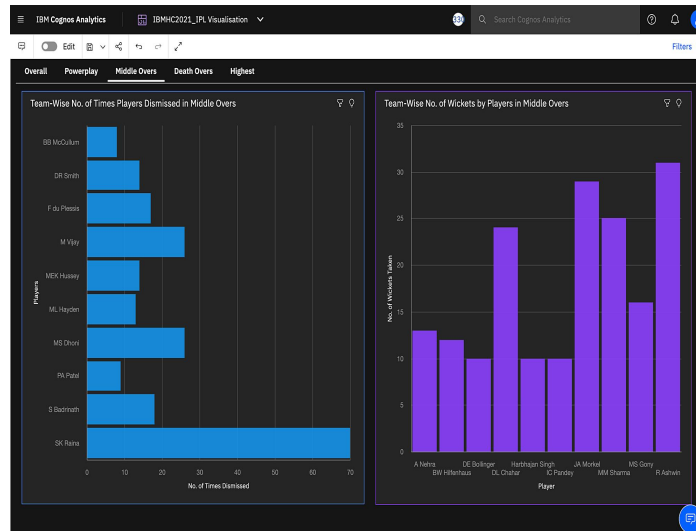 IBM Cognos Analytics
IBMHC2021_IPL Visualisation
Search Cognos Analytics
Edit
Filters
Overall
Powerplay
Middle Overs
Death Overs
Highest
Team-Wise No. of Times Players Dismissed in Middle Overs
Players
BB McCullum
DR Smith
F du Plessis
M Vijay
MEK Hussey
ML Hayden
MS Dhoni
PA Patel
S Badrinath
SK Raina
0 10 20 30 40 50 60 70
No. of Times Dismissed
Team-Wise No. of Wickets by Players in Middle Overs
No. of Wickets Taken
35
30
25
20
15
10
5
0
A Nehra
BW Hilfenhaus
DE Bollinger
DL Chahar
Harbhajan Singh
IC Pandey
JA Morkel
MM Sharma
MS Gony
R Ashwin
Player